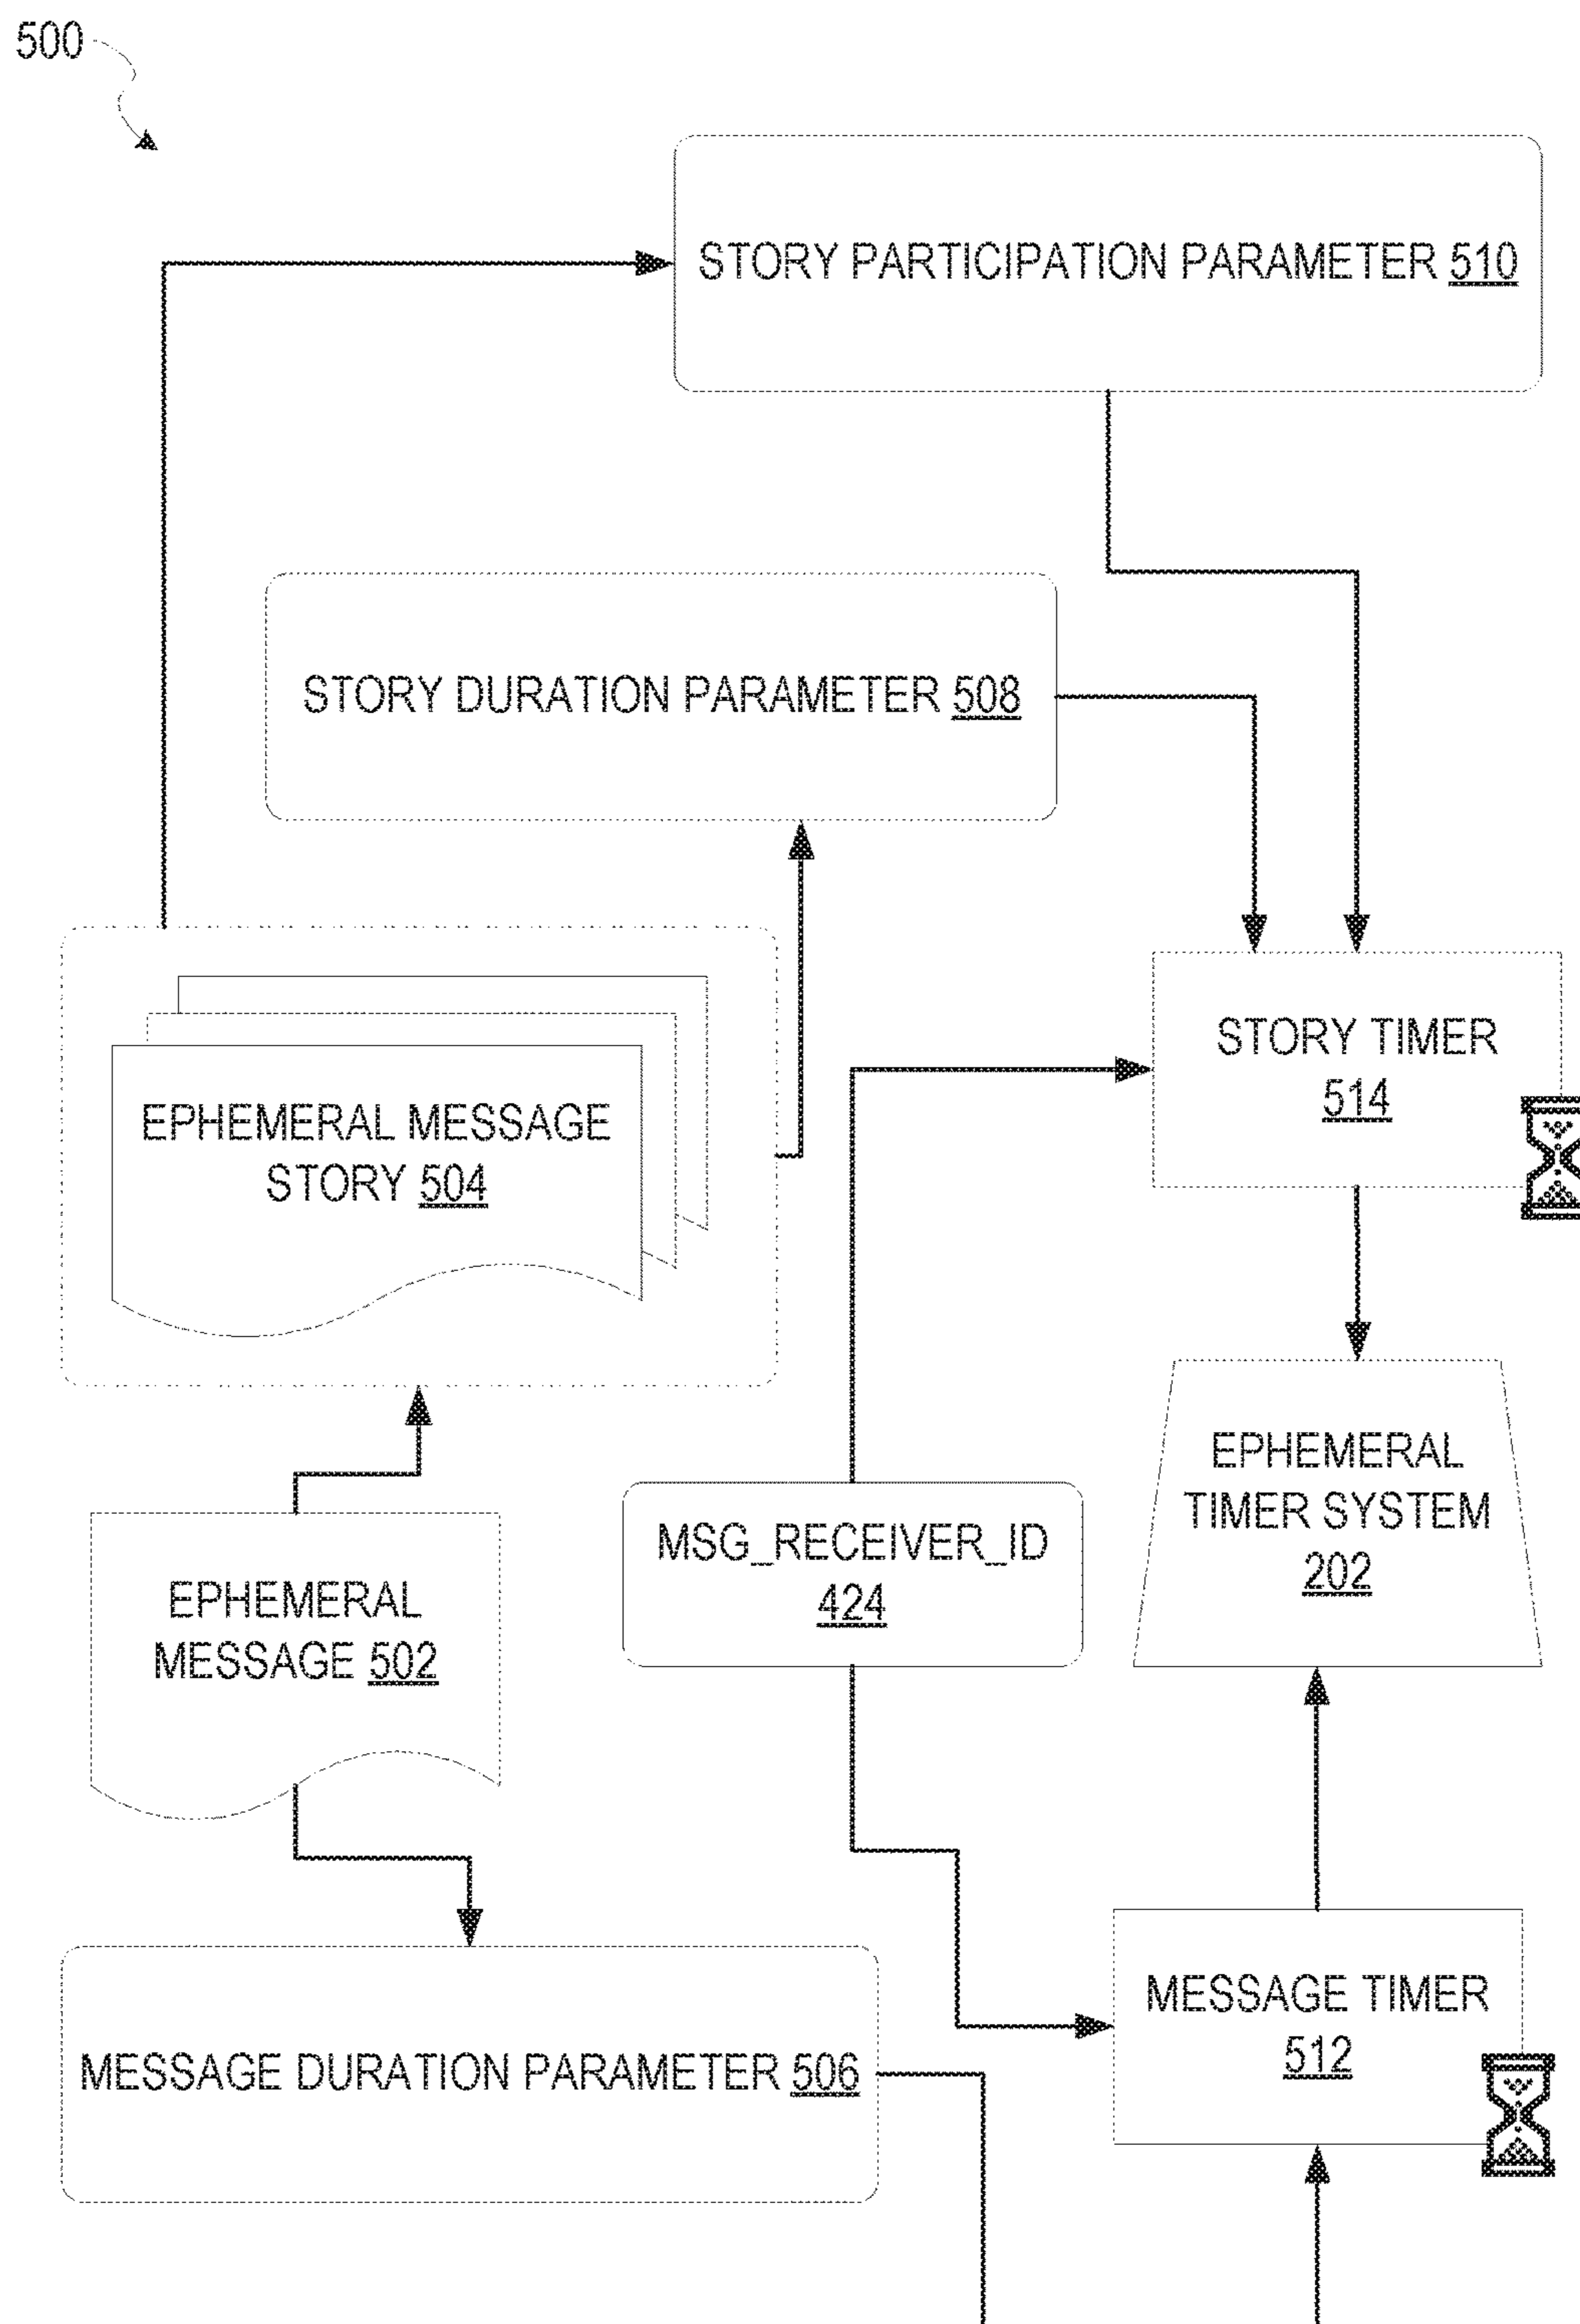 500
STORY PARTICIPATION PARAMETER 510
STORY DURATION PARAMETER 508
STORY TIMER
514
EPHEMERAL MESSAGE
STORY 504
EPHEMERAL
TIMER SYSTEM
202
MSG_RECEIVER_ID
424
EPHEMERAL
MESSAGE 502
MESSAGE TIMER
512
MESSAGE DURATION PARAMETER 506